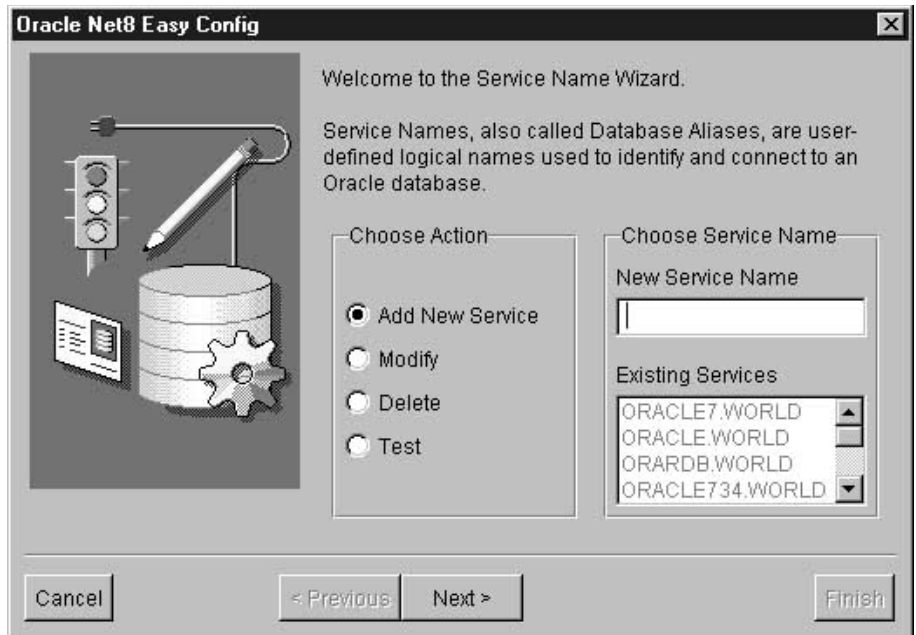 Oracle Net8 Easy Config
Welcome to the Service Name Wizard.
Service Names, also called Database Aliases, are user-
defined logical names used to identify and connect to an
Oracle database.
Choose Action
Add New Service
Modify
Delete
Test
Choose Service Name
New Service Name
Existing Services
ORACLE7.WORLD
ORACLE.WORLD
ORARDB.WORLD
ORACLE734.WORLD
Cancel
< Previous
Next >
Finish